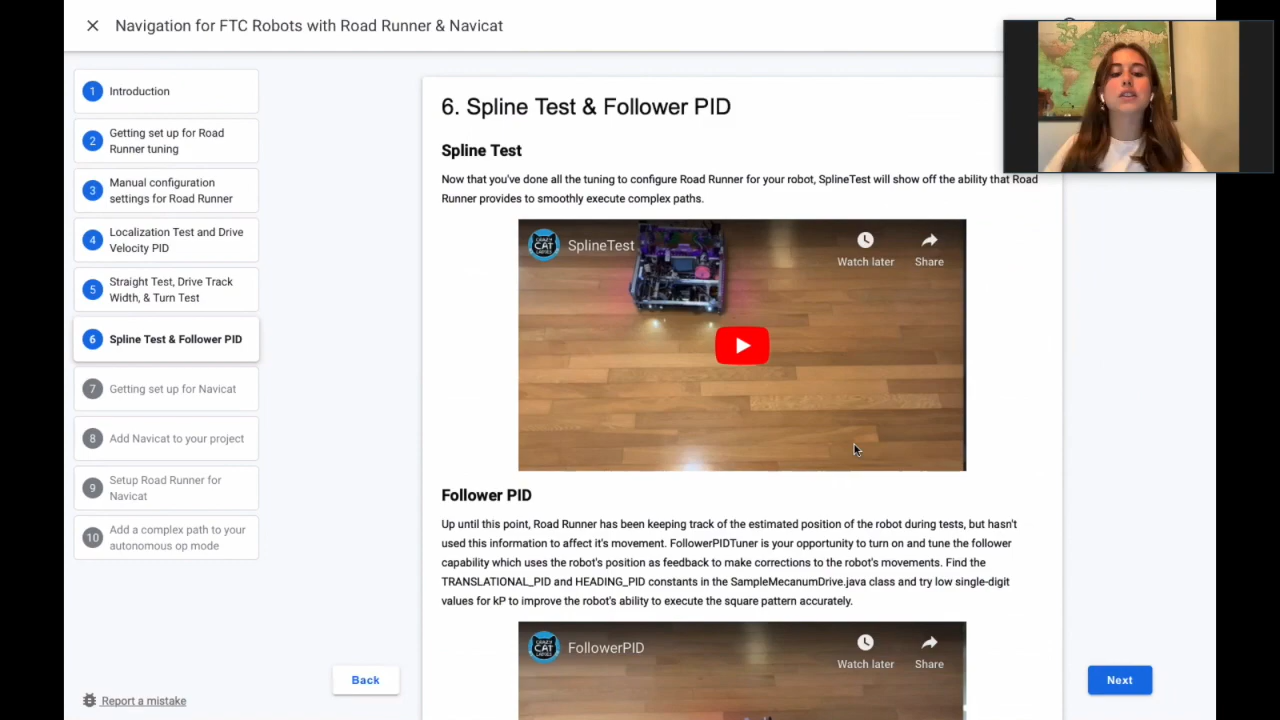 Navigation for FTC Robots with Road Runner & Navicat
1 Introduction
2 Getting set up for Road
Runner tuning
3 Manual configuration
settings for Road Runner
4 Localization Test and Drive
Velocity PID
5 Straight Test, Drive Track
Width, & Turn Test
6 Spline Test & Follower PID
7 Getting set up for Navicat
8 Add Navicat to your project
9 Setup Road Runner for
Navicat
10 Add a complex path to your
autonomous op mode
Report a mistake
6. Spline Test & Follower PID
Spline Test
Now that you've done all the tuning to configure Road Runner for your robot, SplineTest will show off the ability that Road
Runner provides to smoothly execute complex paths.
CRAZY
CAT
LADIES
SplineTest
Watch later
Share
Follower PID
Up until this point, Road Runner has been keeping track of the estimated position of the robot during tests, but hasn't
used this information to affect it's movement. FollowerPIDTuner is your opportunity to turn on and tune the follower
capability which uses the robot's position as feedback to make corrections to the robot's movements. Find the
TRANSLATIONAL_PID and HEADING_PID constants in the SampleMecanumDrive.java class and try low single-digit
values for kP to improve the robot's ability to execute the square pattern accurately.
CRAZY
CAT
LADIES
FollowerPID
Watch later
Share
Back
Next